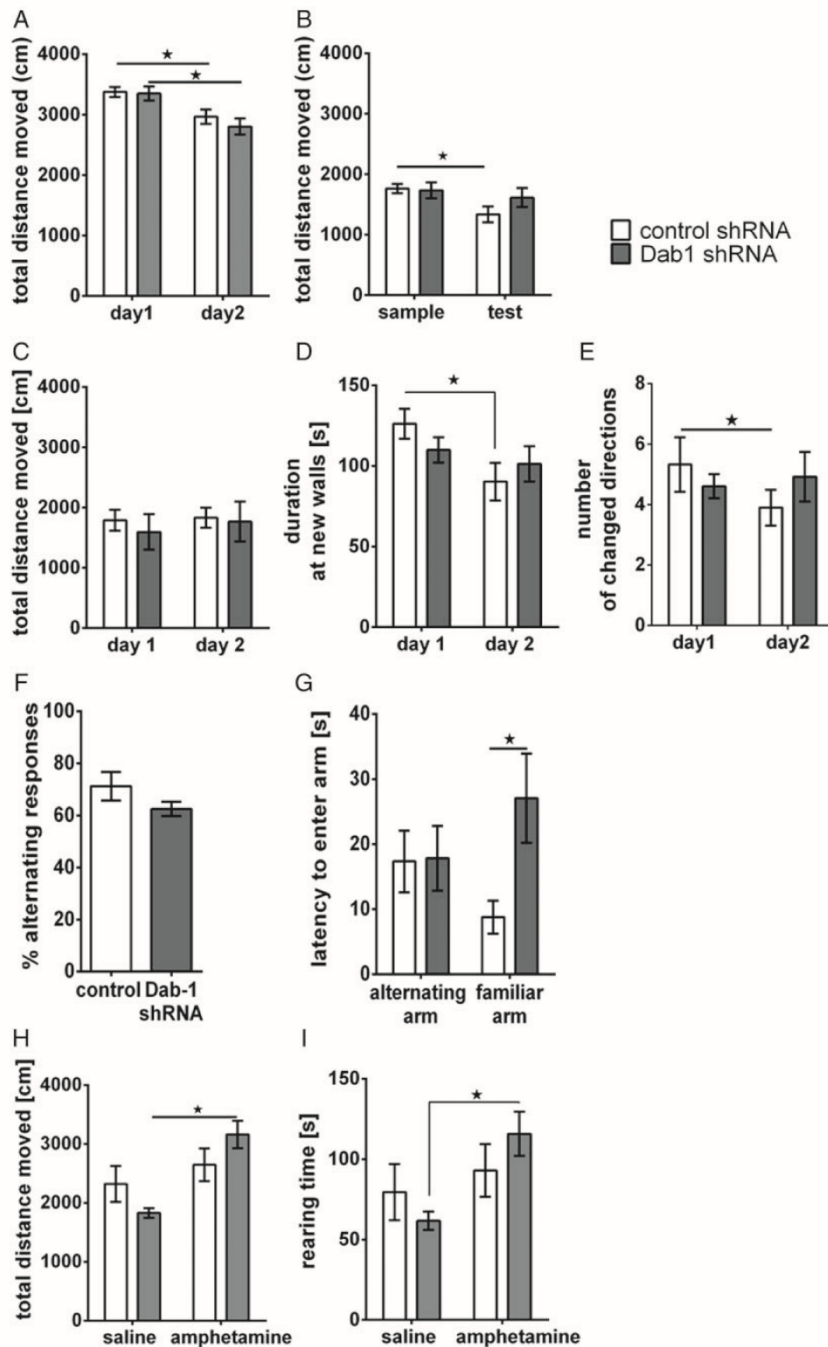 A
total distance moved (cm)
4000
3000
2000
1000
0
★
★
day1 day2
B
total distance moved (cm)
4000
3000
2000
1000
0
★
sample test
control shRNA
Dab1 shRNA
C
total distance moved [cm]
4000
3000
2000
1000
0
day 1 day 2
D
duration
at new walls [s]
150
100
50
0
★
day 1 day 2
E
number
of changed directions
8
6
4
2
0
★
day1 day2
F
% alternating responses
100
80
60
40
20
0
control Dab-1
shRNA
G
latency to enter arm [s]
40
30
20
10
0
★
alternating familiar
arm arm
H
total distance moved [cm]
4000
3000
2000
1000
0
★
saline amphetamine
I
rearing time [s]
150
100
50
0
★
saline amphetamine